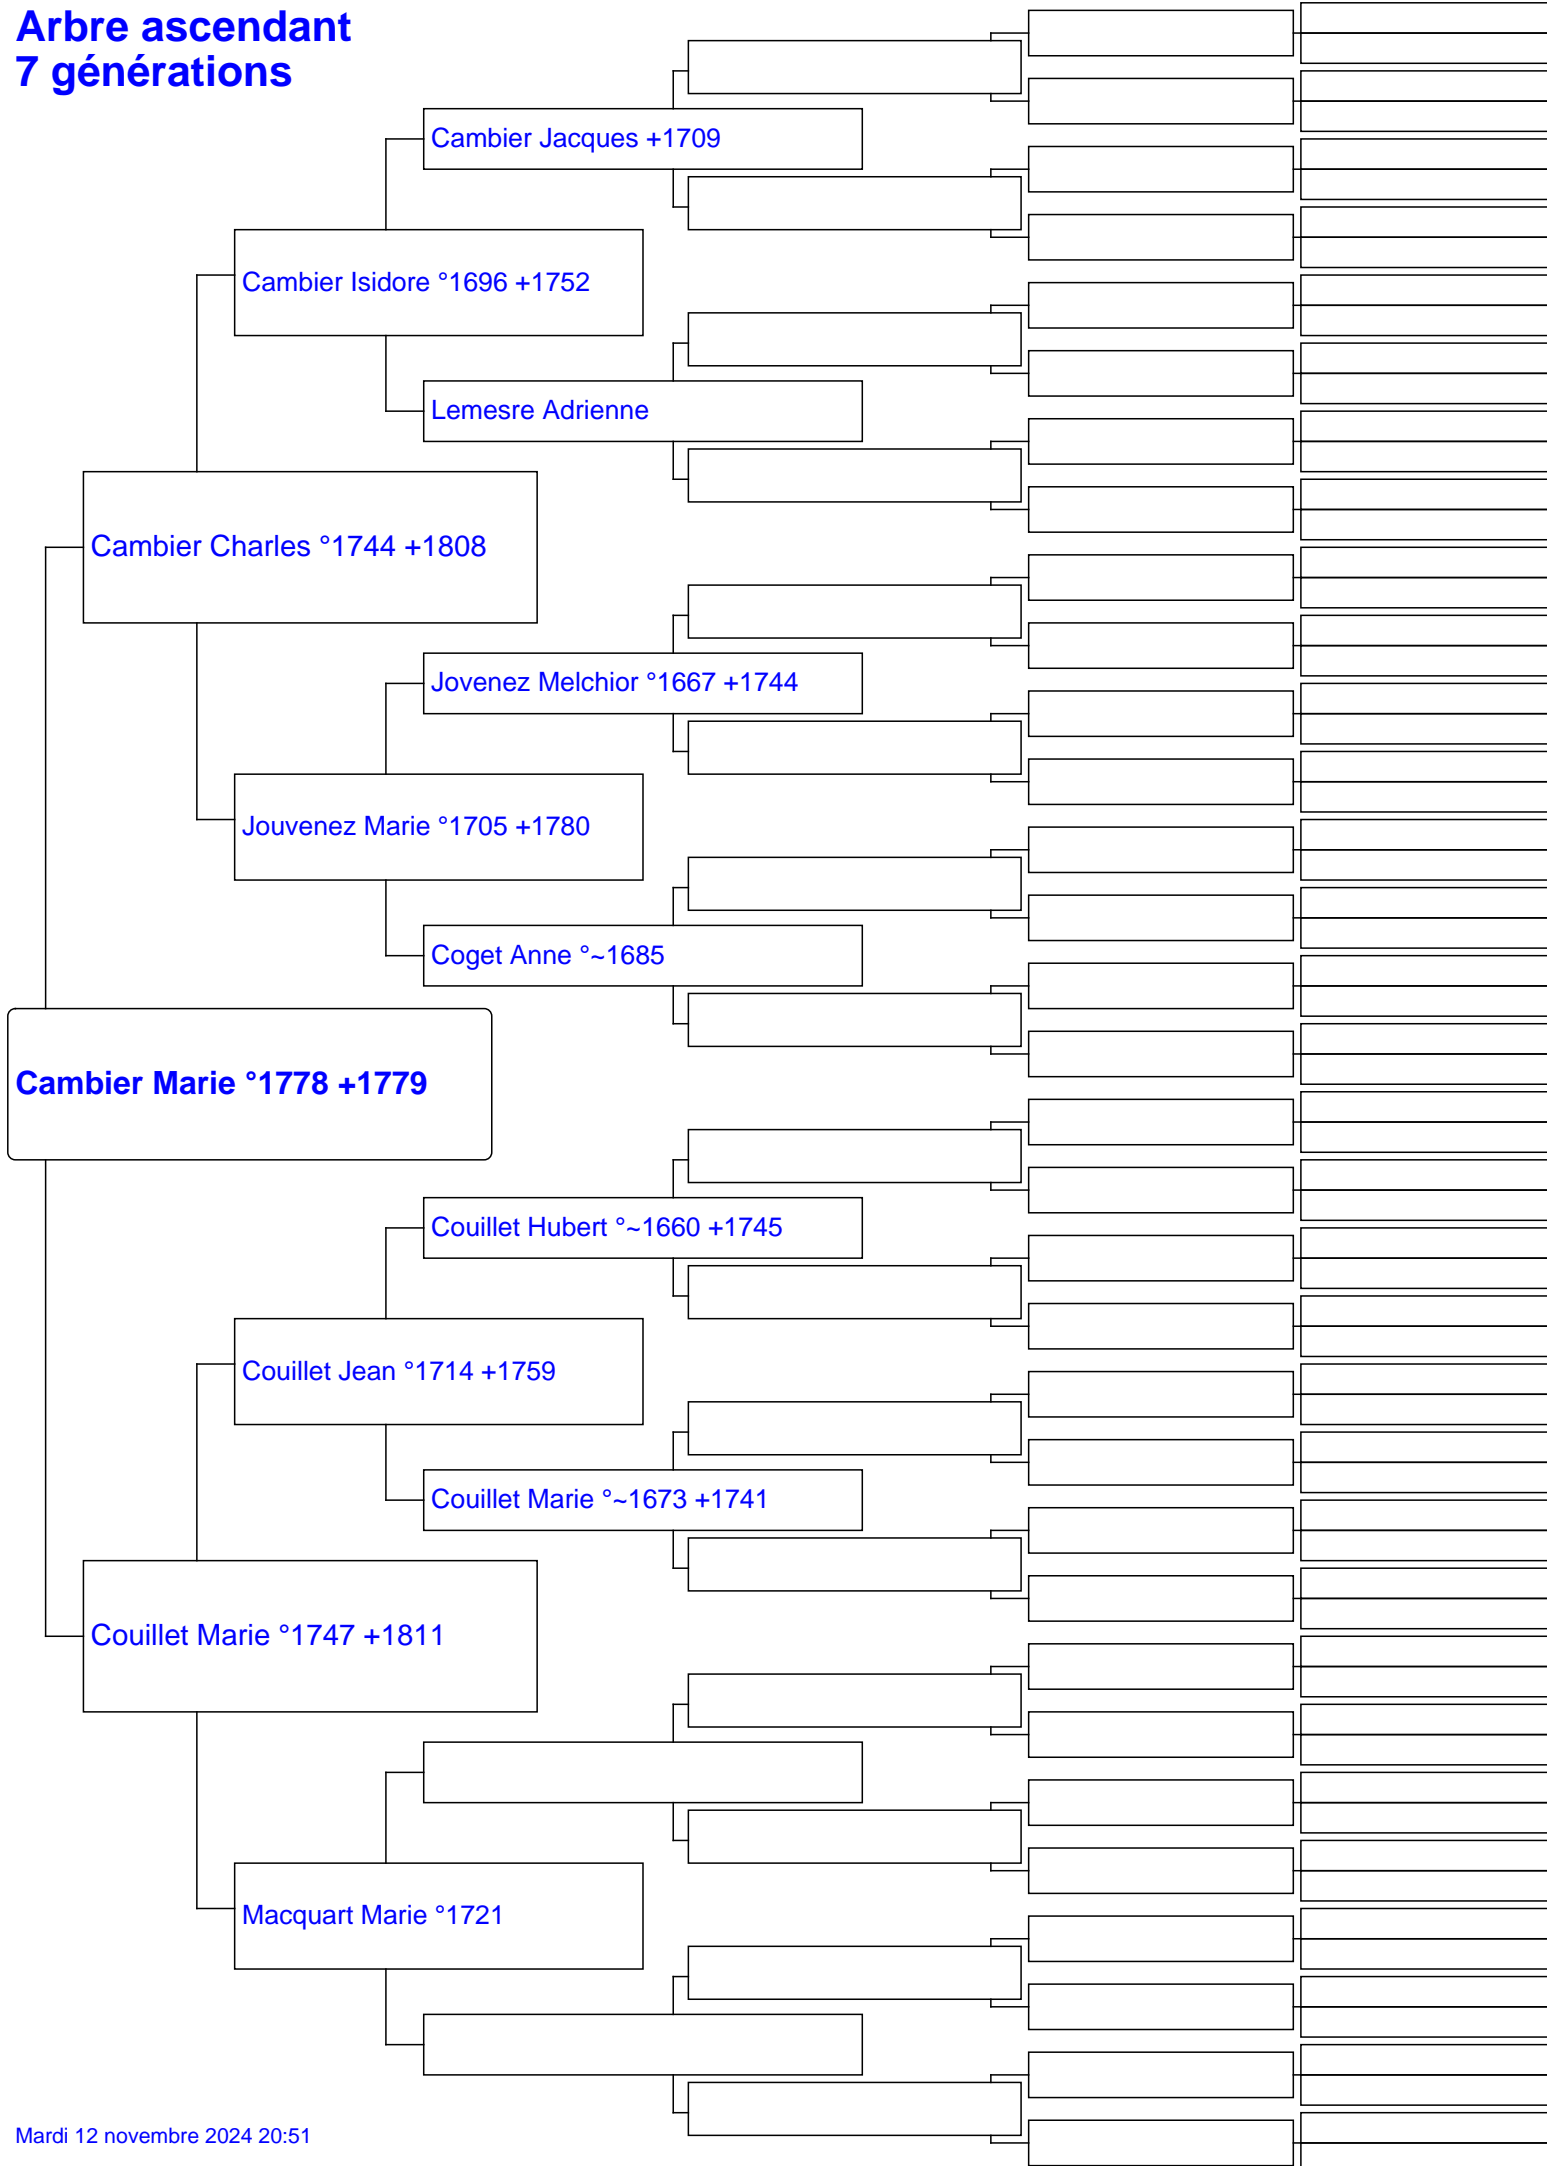 Arbre ascendant
7 générations
Cambier Jacques +1709
Cambier Isidore °1696 +1752
Lemesre Adrienne
Cambier Charles °1744 +1808
Jovenez Melchior °1667 +1744
Jouvenez Marie °1705 +1780
Coget Anne °~1685
Cambier Marie °1778 +1779
Couillet Hubert °~1660 +1745
Couillet Jean °1714 +1759
Couillet Marie °~1673 +1741
Couillet Marie °1747 +1811
Macquart Marie °1721
Mardi 12 novembre 2024 20:51